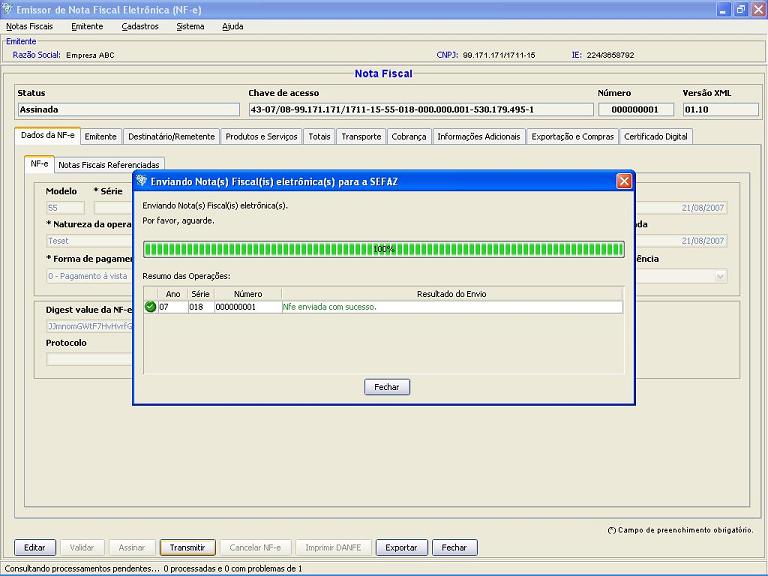 Emissor de Nota Fiscal Eletrônica (NF-e)
Notas Fiscais Emitente Cadastros Sistema Ajuda
Emitente
Razão Social: Empresa ABC CNPJ: 99.171.171/1711-15 IE: 224/3658792
Nota Fiscal
Status Chave de acesso Número Versão XML
Assinada 43-07/08-99.171.171/1711-15-55-018-000.000.001-530.179.495-1 000000001 01.10
Dados da NF-e Emitente Destinatário/Remetente Produtos e Serviços Totais Transporte Cobrança Informações Adicionais Exportação e Compras Certificado Digital
NF-e Notas Fiscais Referenciadas
Modelo * Série
55 21/08/2007
* Natureza da opera
Teset 21/08/2007
* Forma de pagamen ência
0 - Pagamento à vista
Digest value da NF-e
Protocolo
Enviando Nota(s) Fiscal(is) eletrônica(s) para a SEFAZ
Enviando Nota(s) Fiscal(is) eletrônica(s).
Por favor, aguarde.
100%
Resumo das Operações:
Ano Série Número Resultado do Envio
07 018 000000001 Nfe enviada com sucesso.
Fechar
(*) Campo de preenchimento obrigatório.
Editar Validar Assinar Transmitir Cancelar NF-e Imprimir DANFE Exportar Fechar
Consultando processamentos pendentes... 0 processadas e 0 com problemas de 1